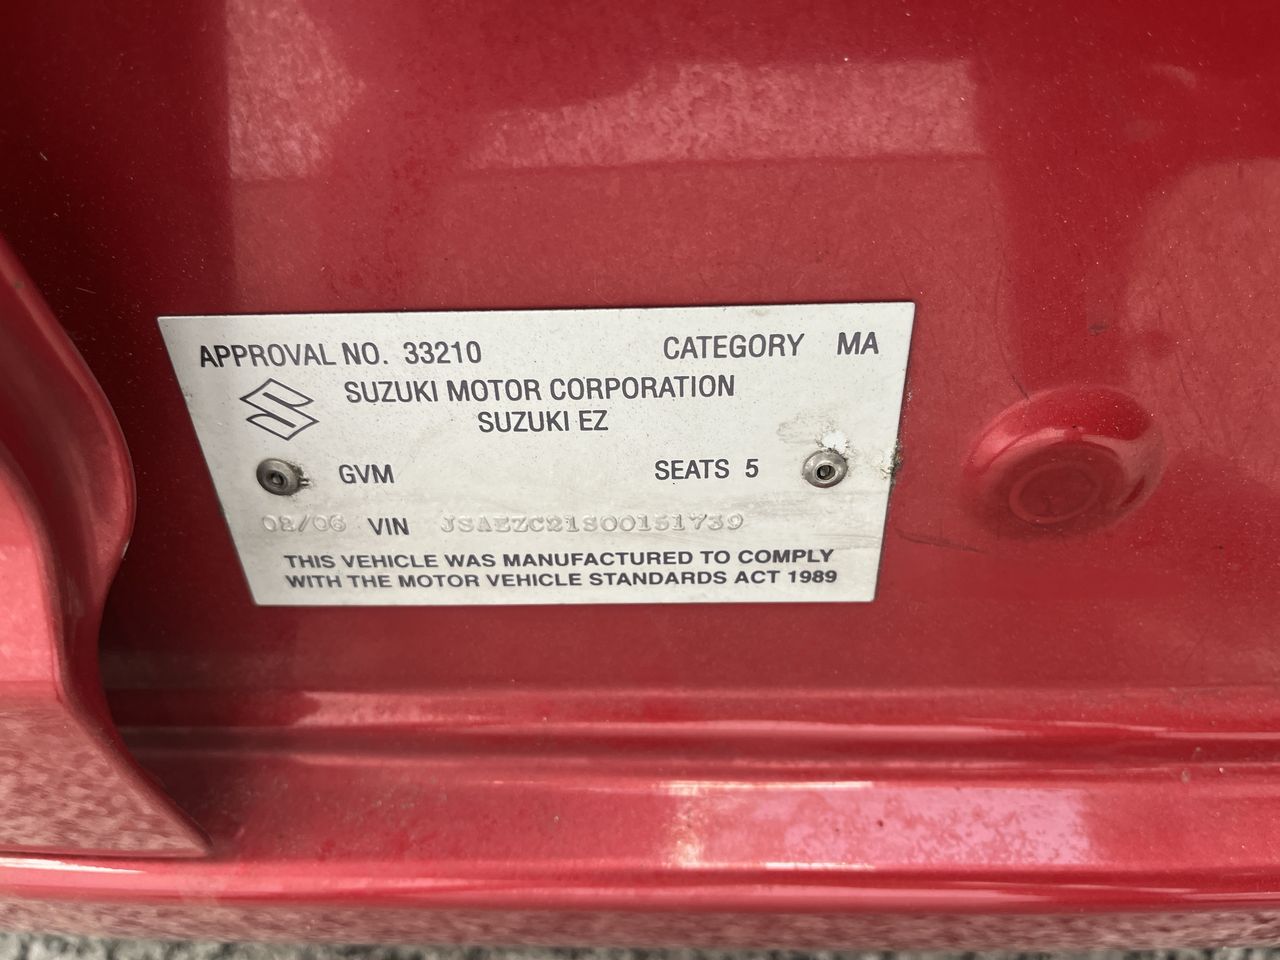 APPROVAL NO. 33210 CATEGORY MA
SUZUKI MOTOR CORPORATION
SUZUKI EZ
GVM SEATS 5
02/06 VIN JSAEZC21S00151739
THIS VEHICLE WAS MANUFACTURED TO COMPLY
WITH THE MOTOR VEHICLE STANDARDS ACT 1989